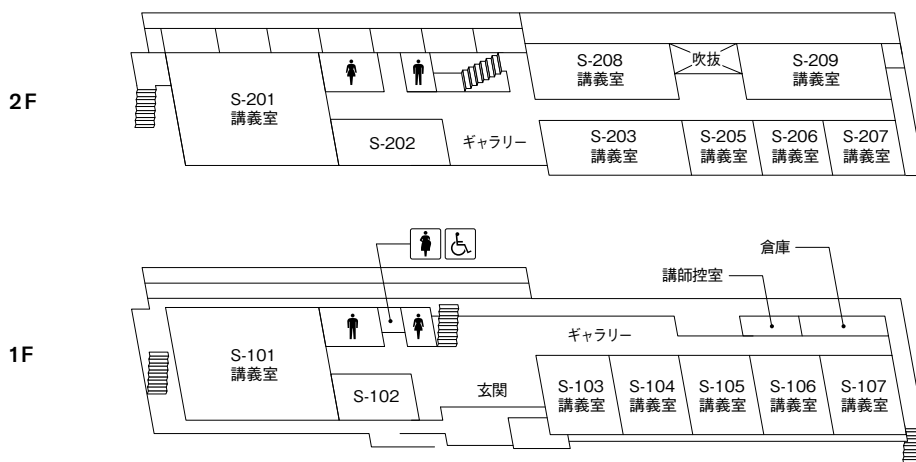 2F
S-201
講義室
S-202
ギャラリー
S-208
講義室
吹抜
S-209
講義室
S-203
講義室
S-205
講義室
S-206
講義室
S-207
講義室
1F
倉庫
講師控室
S-101
講義室
S-102
ギャラリー
玄関
S-103
講義室
S-104
講義室
S-105
講義室
S-106
講義室
S-107
講義室